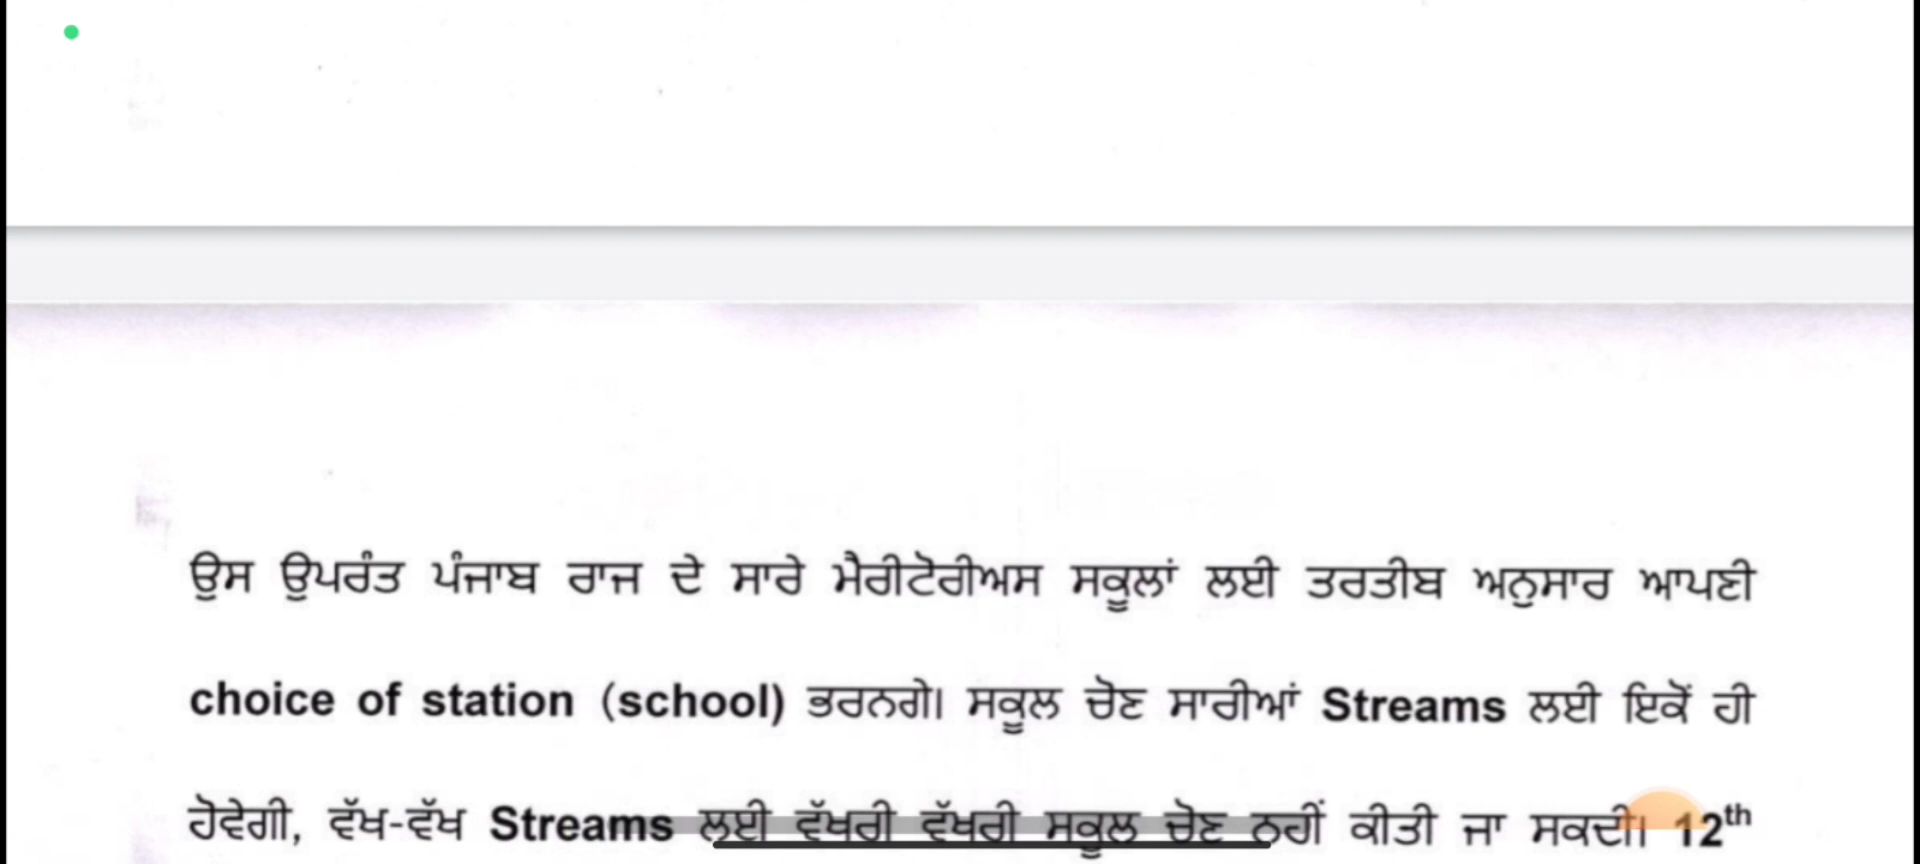 ਉਸ ਉਪਰੰਤ ਪੰਜਾਬ ਰਾਜ ਦੇ ਸਾਰੇ ਮੈਰੀਟੋਰੀਅਸ ਸਕੂਲਾਂ ਲਈ ਤਰਤੀਬ ਅਨੁਸਾਰ ਆਪਣੀ
choice of station (school) ਭਰਨਗੇ। ਸਕੂਲ ਚੋਣ ਸਾਰੀਆਂ Streams ਲਈ ਇਕੋਂ ਹੀ
ਹੋਵੇਗੀ, ਵੱਖ-ਵੱਖ Streams ਲਈ ਵੱਖਰੀ ਵੱਖਰੀ ਸਕੂਲ ਚੋਣ ਨਹੀਂ ਕੀਤੀ ਜਾ ਸਕਦੀ। 12th